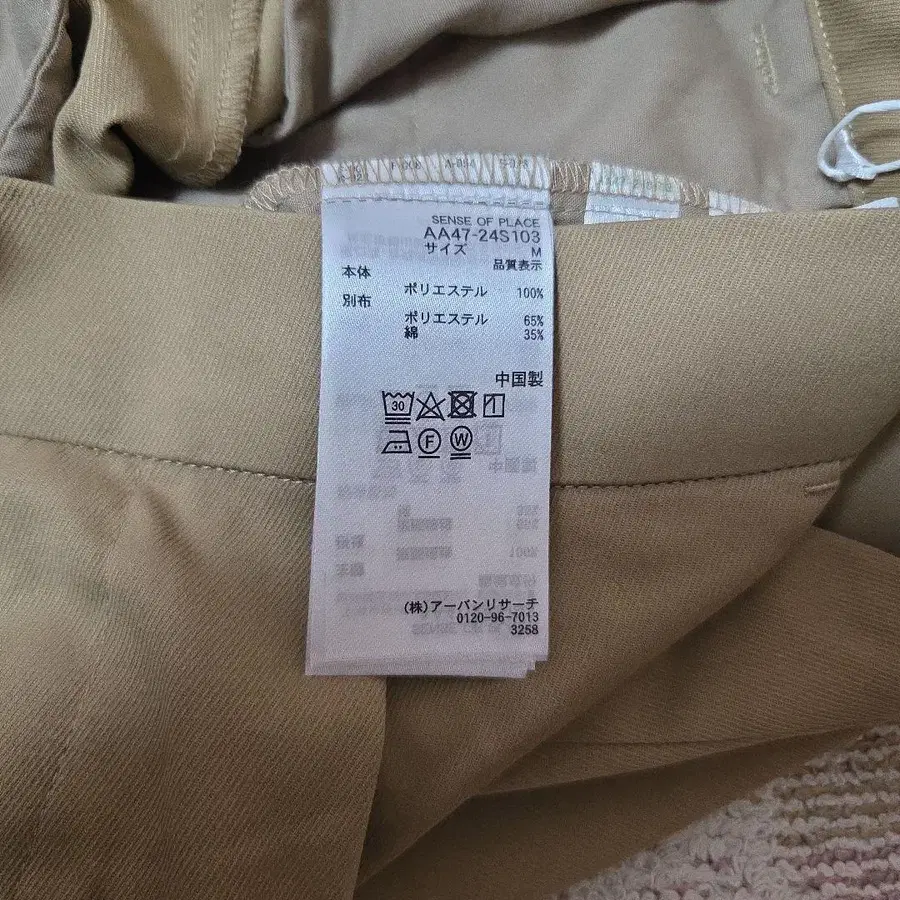 SENSE OF PLACE
AA47-24S103
サイズ M
品質表示
本体
ポリエステル 100%
別布
ポリエステル 65%
綿 35%
中国製
30
F W
(株)アーバンリサーチ
0120-96-7013
3258